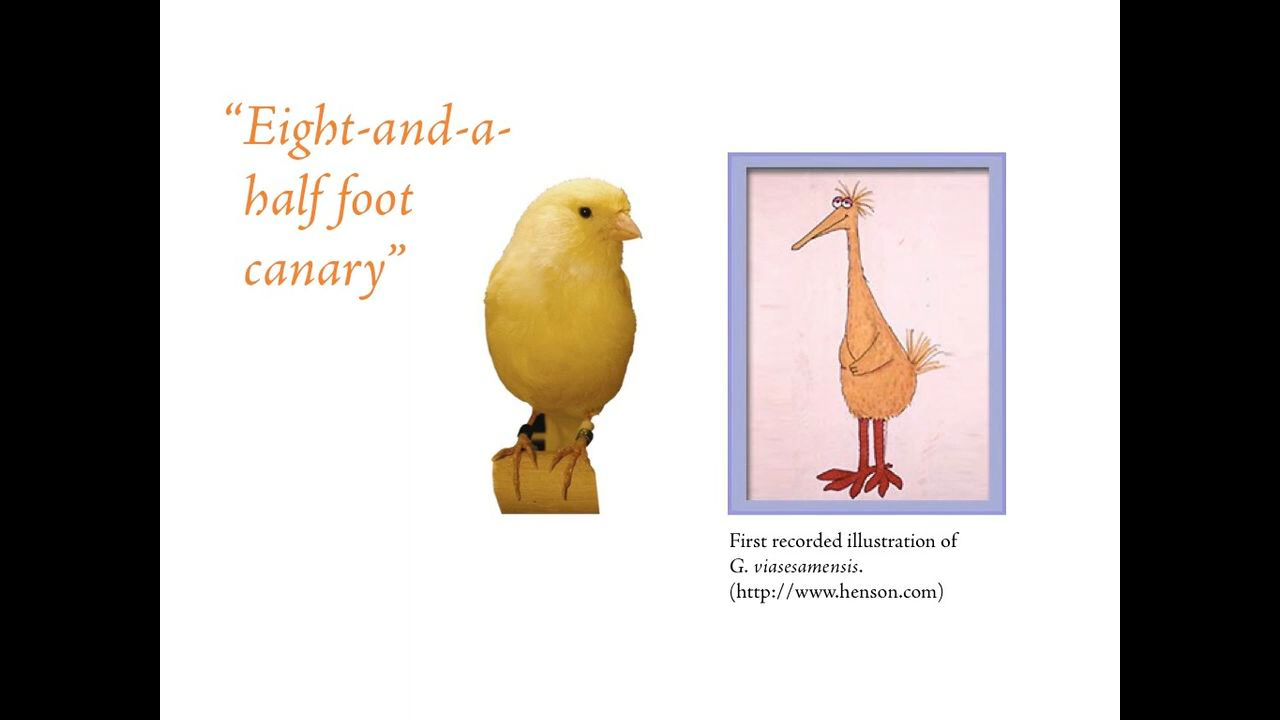 “Eight-and-a-
half foot
canary”
First recorded illustration of
G. viasesamensis.
(http://www.henson.com)